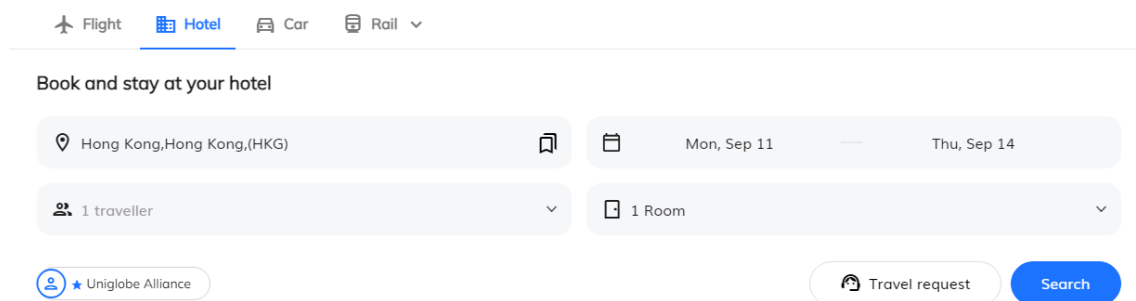 Flight Hotel Car Rail
Book and stay at your hotel
Hong Kong,Hong Kong,(HKG) Mon, Sep 11 Thu, Sep 14
1 traveller 1 Room
Uniglobe Alliance Travel request Search